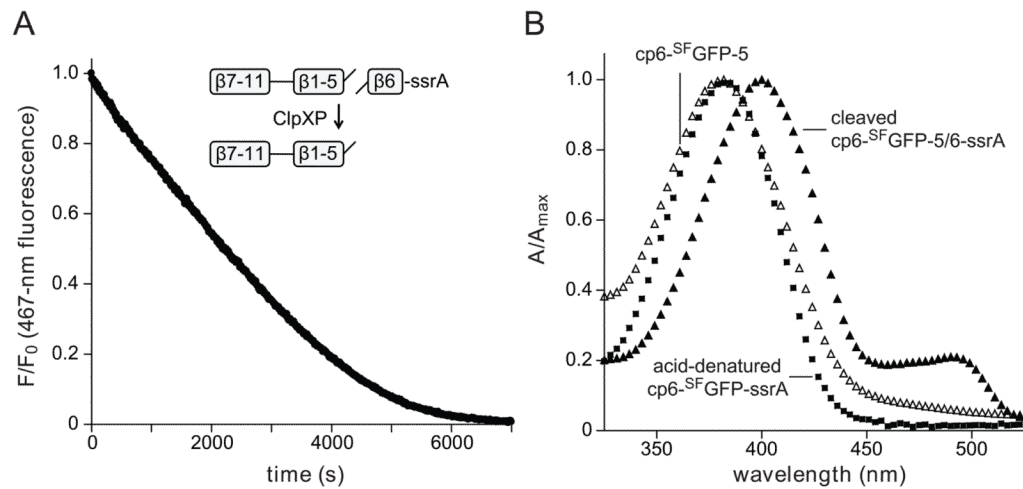 A
F/F₀ (467-nm fluorescence)
1.0
0.8
0.6
0.4
0.2
0
0
2000
4000
6000
time (s)
β7-11
β1-5
β6
-ssrA
ClpXP
β7-11
β1-5
B
A/Amax
1.0
0.8
0.6
0.4
0.2
0
350
400
450
500
wavelength (nm)
cp6-SFGFP-5
cleaved
cp6-SFGFP-5/6-ssrA
acid-denatured
cp6-SFGFP-ssrA